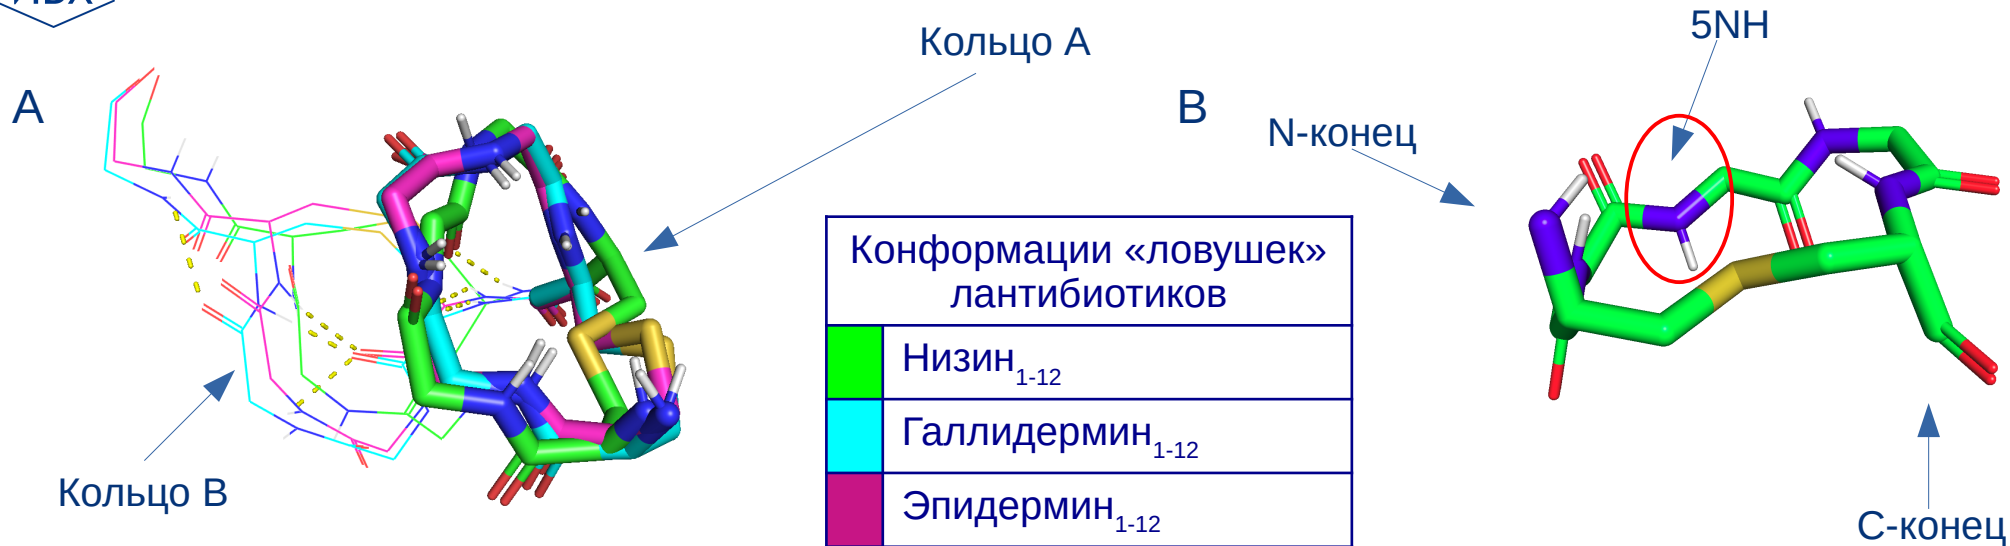 Кольцо А
5NH
А
В
N-конец
Конформации «ловушек»
лантибиотиков
Низин1-12
Галлидермин1-12
Эпидермин1-12
Кольцо В
С-конец